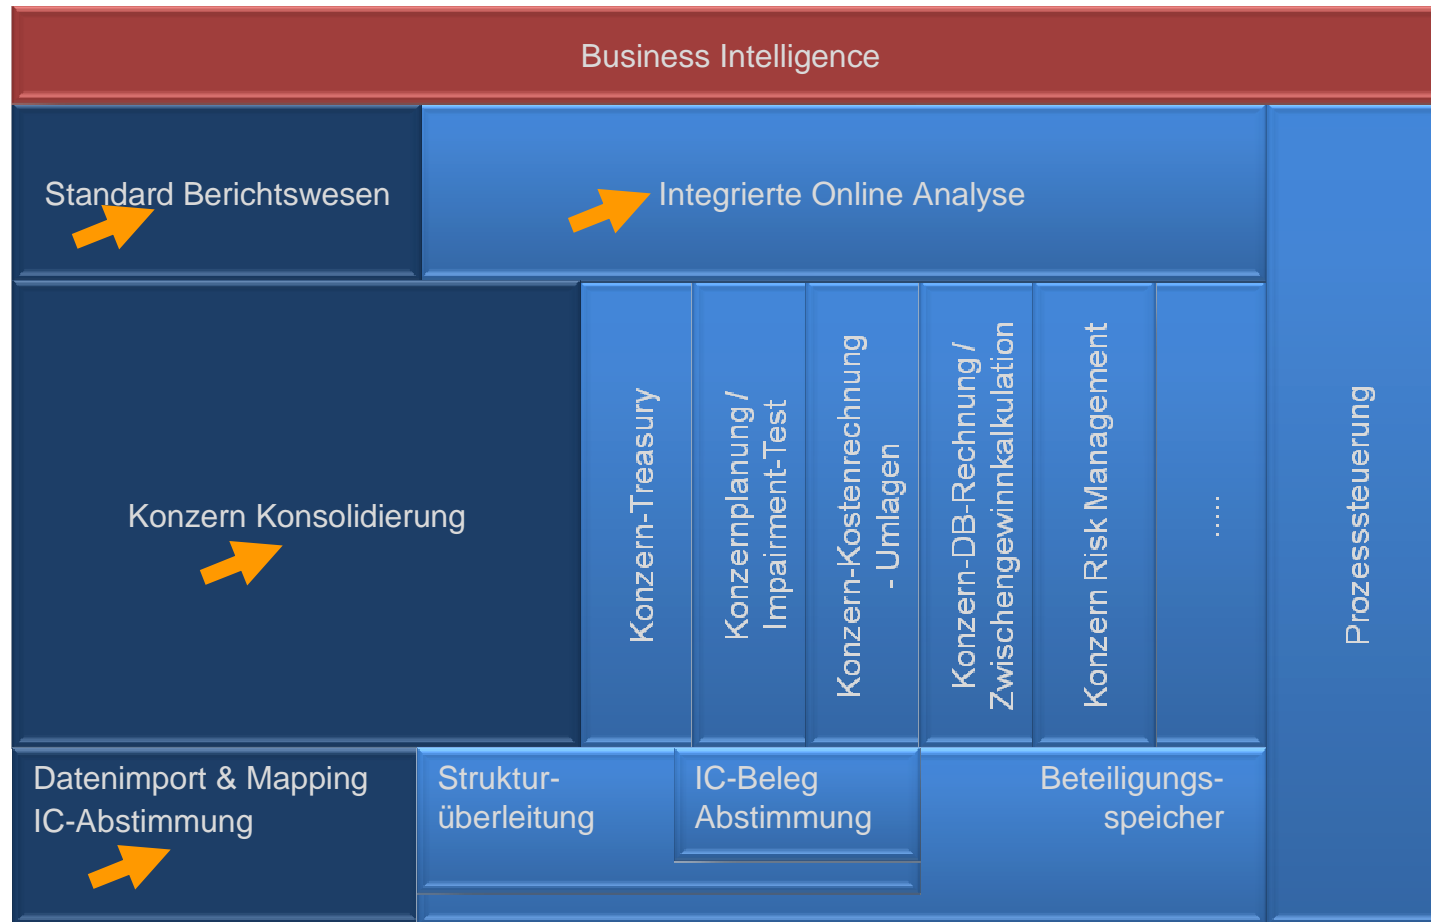 Business Intelligence
Standard Berichtswesen
Integrierte Online Analyse
Konzern Konsolidierung
Konzern-Treasury
Konzernplanung /
Impairment-Test
Konzern-Kostenrechnung
- Umlagen
Konzern-DB-Rechnung /
Zwischengewinnkalkulation
Konzern Risk Management
.....
Prozesssteuerung
Datenimport & Mapping
IC-Abstimmung
Struktur-
überleitung
IC-Beleg
Abstimmung
Beteiligungs-
speicher